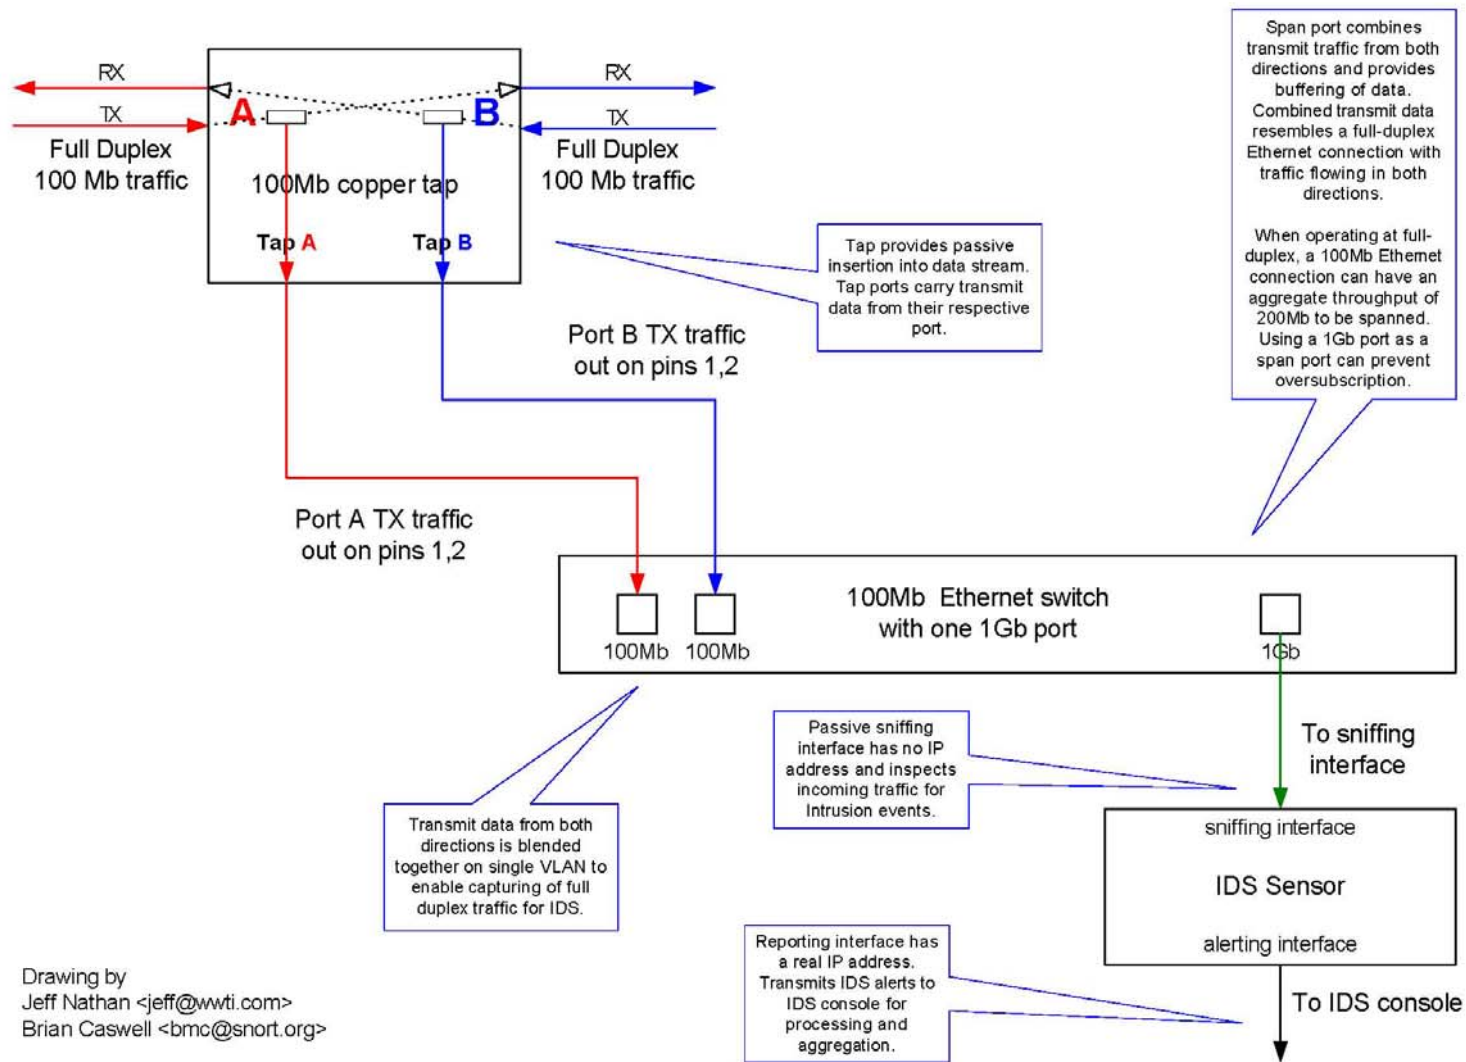 RX
TX
Full Duplex
100 Mb traffic
A
B
100Mb copper tap
Tap A
Tap B
RX
TX
Full Duplex
100 Mb traffic
Span port combines
transmit traffic from both
directions and provides
buffering of data.
Combined transmit data
resembles a full-duplex
Ethernet connection with
traffic flowing in both
directions.
When operating at full-
duplex, a 100Mb Ethernet
connection can have an
aggregate throughput of
200Mb to be spanned.
Using a 1Gb port as a
span port can prevent
oversubscription.
Tap provides passive
insertion into data stream.
Tap ports carry transmit
data from their respective
port.
Port B TX traffic
out on pins 1,2
Port A TX traffic
out on pins 1,2
100Mb Ethernet switch
with one 1Gb port
100Mb
100Mb
1Gb
Passive sniffing
interface has no IP
address and inspects
incoming traffic for
Intrusion events.
To sniffing
interface
Transmit data from both
directions is blended
together on single VLAN to
enable capturing of full
duplex traffic for IDS.
sniffing interface
IDS Sensor
alerting interface
Reporting interface has
a real IP address.
Transmits IDS alerts to
IDS console for
processing and
aggregation.
To IDS console
Drawing by
Jeff Nathan <jeff@wwti.com>
Brian Caswell <bmc@snort.org>